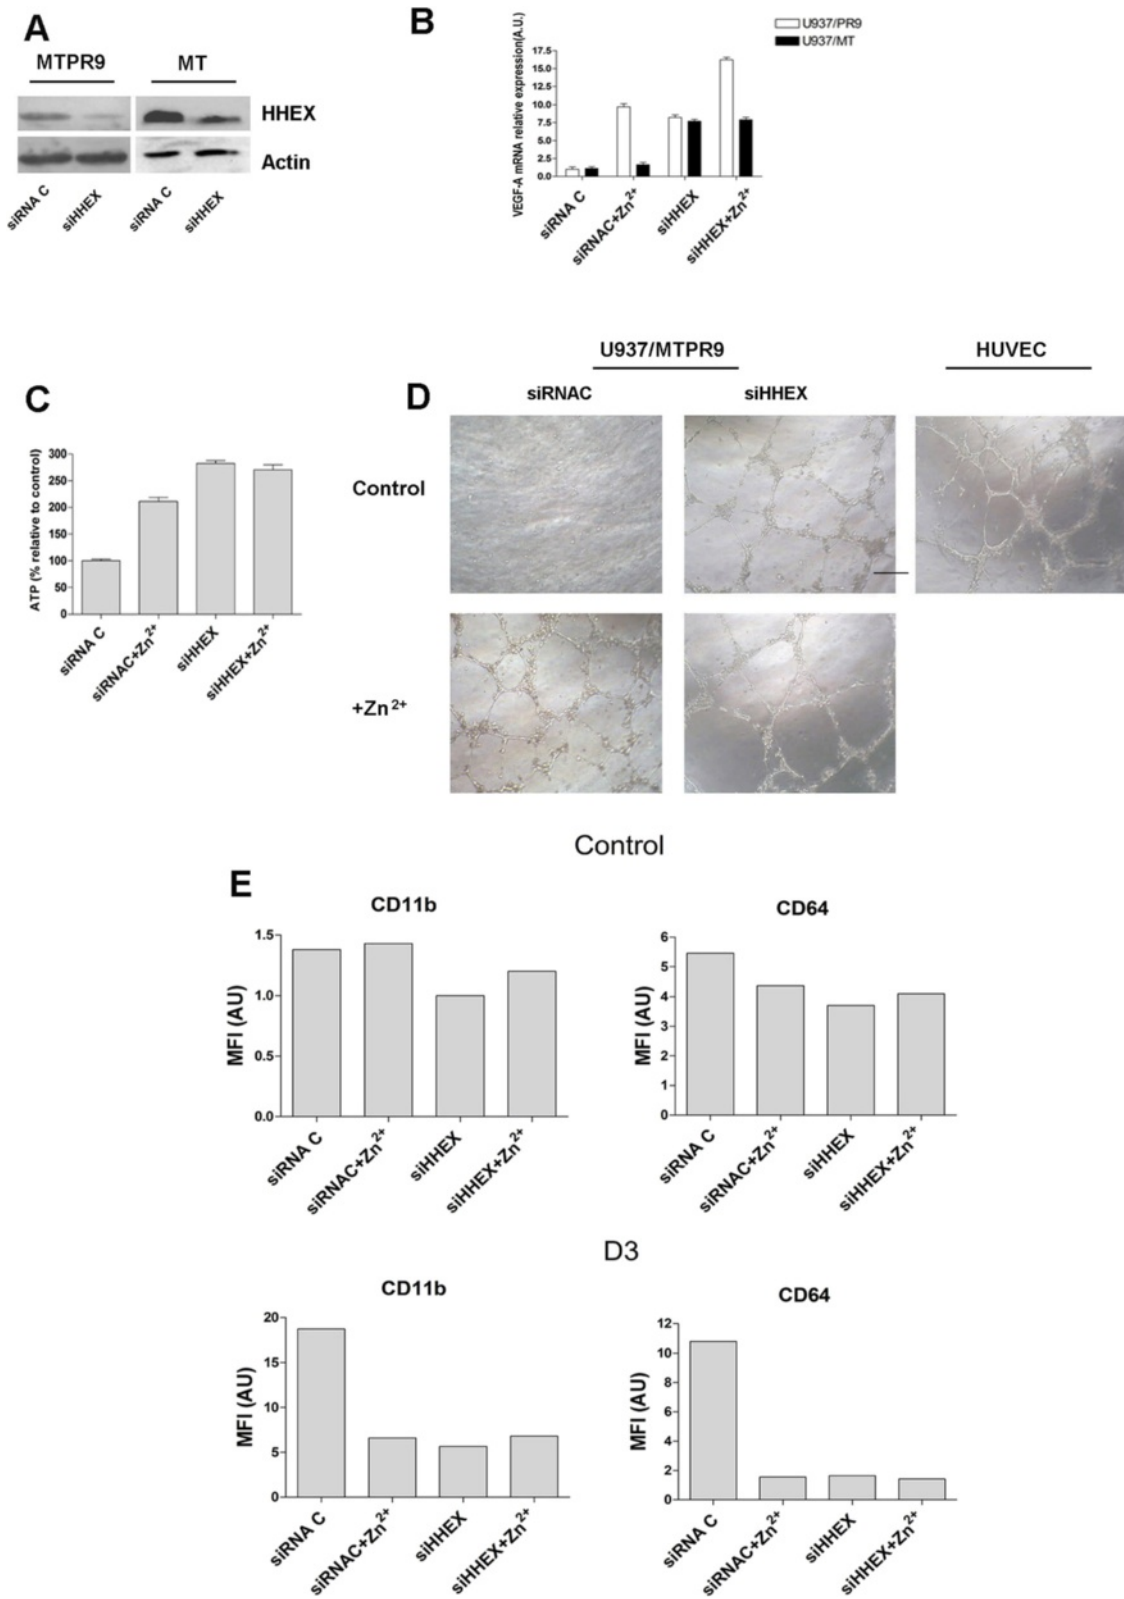 A
MTPR9 MT
HHEX
Actin
siRNA C siHHEX siRNA C siHHEX
B
U937/PR9
U937/MT
VEGF-A mRNA relative expression(A.U.)
17.5
15.0
12.5
10.0
7.5
5.0
2.5
0.0
siRNA C siRNAC+Zn²⁺ siHHEX siHHEX+Zn²⁺
C
ATP (% relative to control)
300
250
200
150
100
50
0
siRNA C siRNAC+Zn²⁺ siHHEX siHHEX+Zn²⁺
D
U937/MTPR9 HUVEC
siRNAC siHHEX
Control
+Zn²⁺
Control
E
CD11b
MFI (AU)
1.5
1.0
0.5
0.0
siRNA C siRNAC+Zn²⁺ siHHEX siHHEX+Zn²⁺
CD64
MFI (AU)
6
5
4
3
2
1
0
siRNA C siRNAC+Zn²⁺ siHHEX siHHEX+Zn²⁺
D3
CD11b
MFI (AU)
20
15
10
5
0
siRNA C siRNAC+Zn²⁺ siHHEX siHHEX+Zn²⁺
CD64
MFI (AU)
12
10
8
6
4
2
0
siRNA C siRNAC+Zn²⁺ siHHEX siHHEX+Zn²⁺